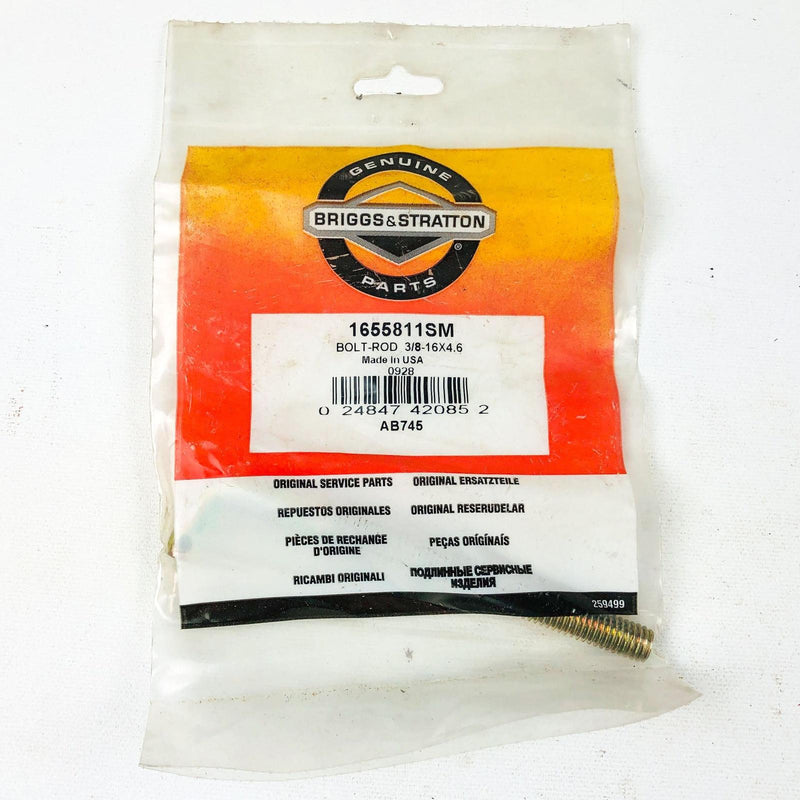 GENUINE
BRIGGS&STRATTON
®
PARTS
1655811SM
BOLT-ROD 3/8-16X4.6
Made in USA
0928
0 24847 42085 2
AB745
ORIGINAL SERVICE PARTS
ORIGINAL ERSATZTEILE
REPUESTOS ORIGINALES
ORIGINAL RESERUDELAR
PIÈCES DE RECHANGE
D'ORIGINE
PEÇAS ORÍGÍNAIS
RICAMBI ORIGINALI
ПОДЛИННЫЕ СЕРВИСНЫЕ
ИЗДЕЛИЯ
259499